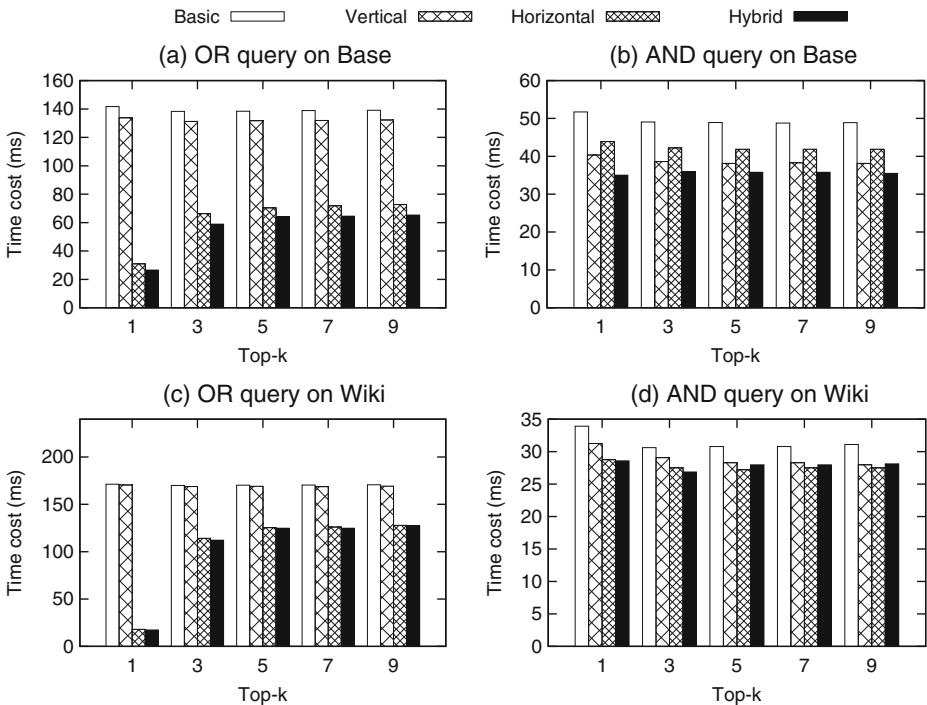 Basic Vertical Horizontal Hybrid
(a) OR query on Base
160
140
120
100
80
60
40
20
0
Time cost (ms)
1 3 5 7 9
Top-k
(b) AND query on Base
60
50
40
30
20
10
0
Time cost (ms)
1 3 5 7 9
Top-k
(c) OR query on Wiki
200
150
100
50
0
Time cost (ms)
1 3 5 7 9
Top-k
(d) AND query on Wiki
35
30
25
20
15
10
5
0
Time cost (ms)
1 3 5 7 9
Top-k